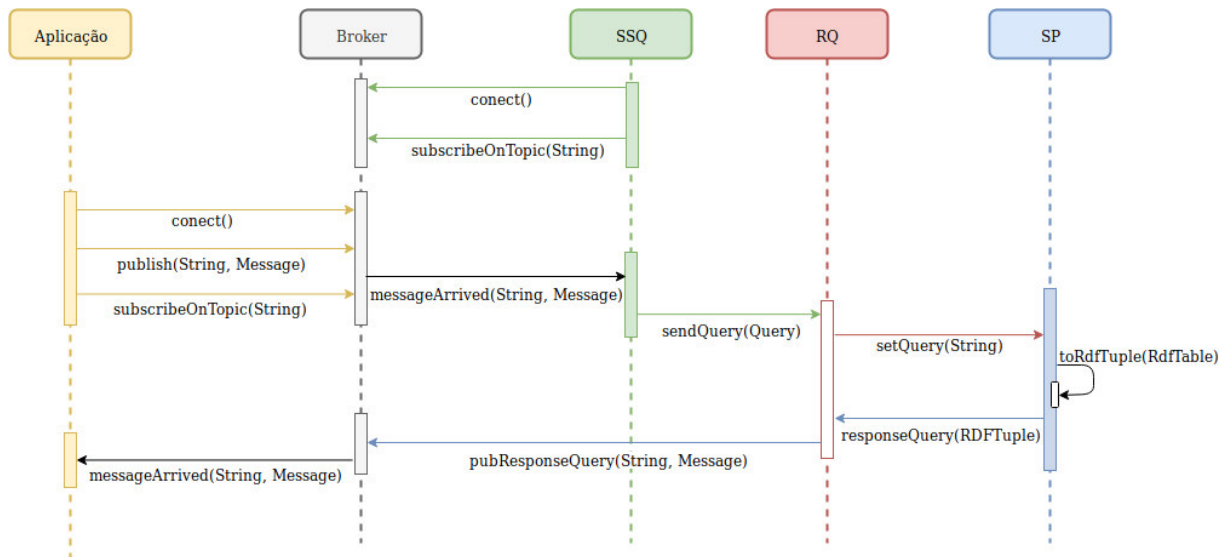 Aplicação
Broker
SSQ
RQ
SP
conect()
subscribeOnTopic(String)
conect()
publish(String, Message)
messageArrived(String, Message)
subscribeOnTopic(String)
sendQuery(Query)
setQuery(String)
toRdfTuple(RdfTable)
responseQuery(RDFTuple)
pubResponseQuery(String, Message)
messageArrived(String, Message)